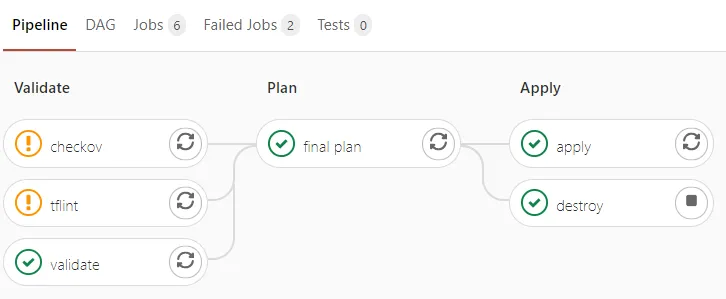 Pipeline DAG Jobs 6 Failed Jobs 2 Tests 0
Validate Plan Apply
checkov final plan apply
tflint destroy
validate